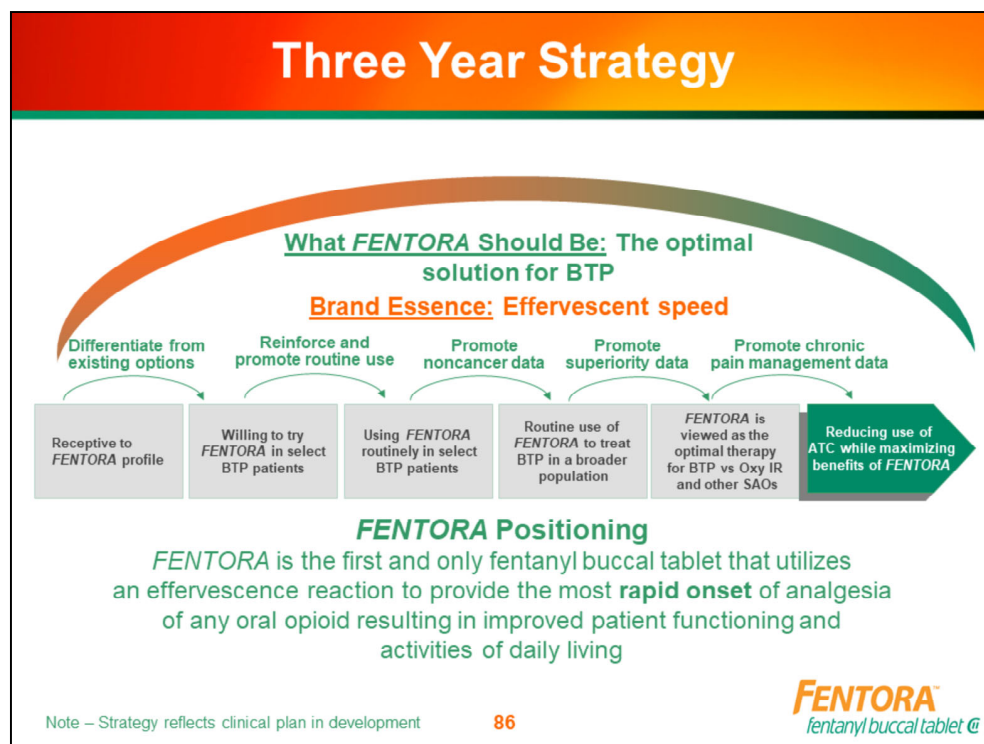 Three Year Strategy
What FENTORA Should Be: The optimal
solution for BTP
Brand Essence: Effervescent speed
Differentiate from
existing options
Reinforce and
promote routine use
Promote
noncancer data
Promote
superiority data
Promote chronic
pain management data
Receptive to
FENTORA profile
Willing to try
FENTORA in select
BTP patients
Using FENTORA
routinely in select
BTP patients
Routine use of
FENTORA to treat
BTP in a broader
population
FENTORA is
viewed as the
optimal therapy
for BTP vs Oxy IR
and other SAOs
Reducing use of
ATC while maximizing
benefits of FENTORA
FENTORA Positioning
FENTORA is the first and only fentanyl buccal tablet that utilizes
an effervescence reaction to provide the most rapid onset of analgesia
of any oral opioid resulting in improved patient functioning and
activities of daily living
Note – Strategy reflects clinical plan in development
86
FENTORA™
fentanyl buccal tablet CII